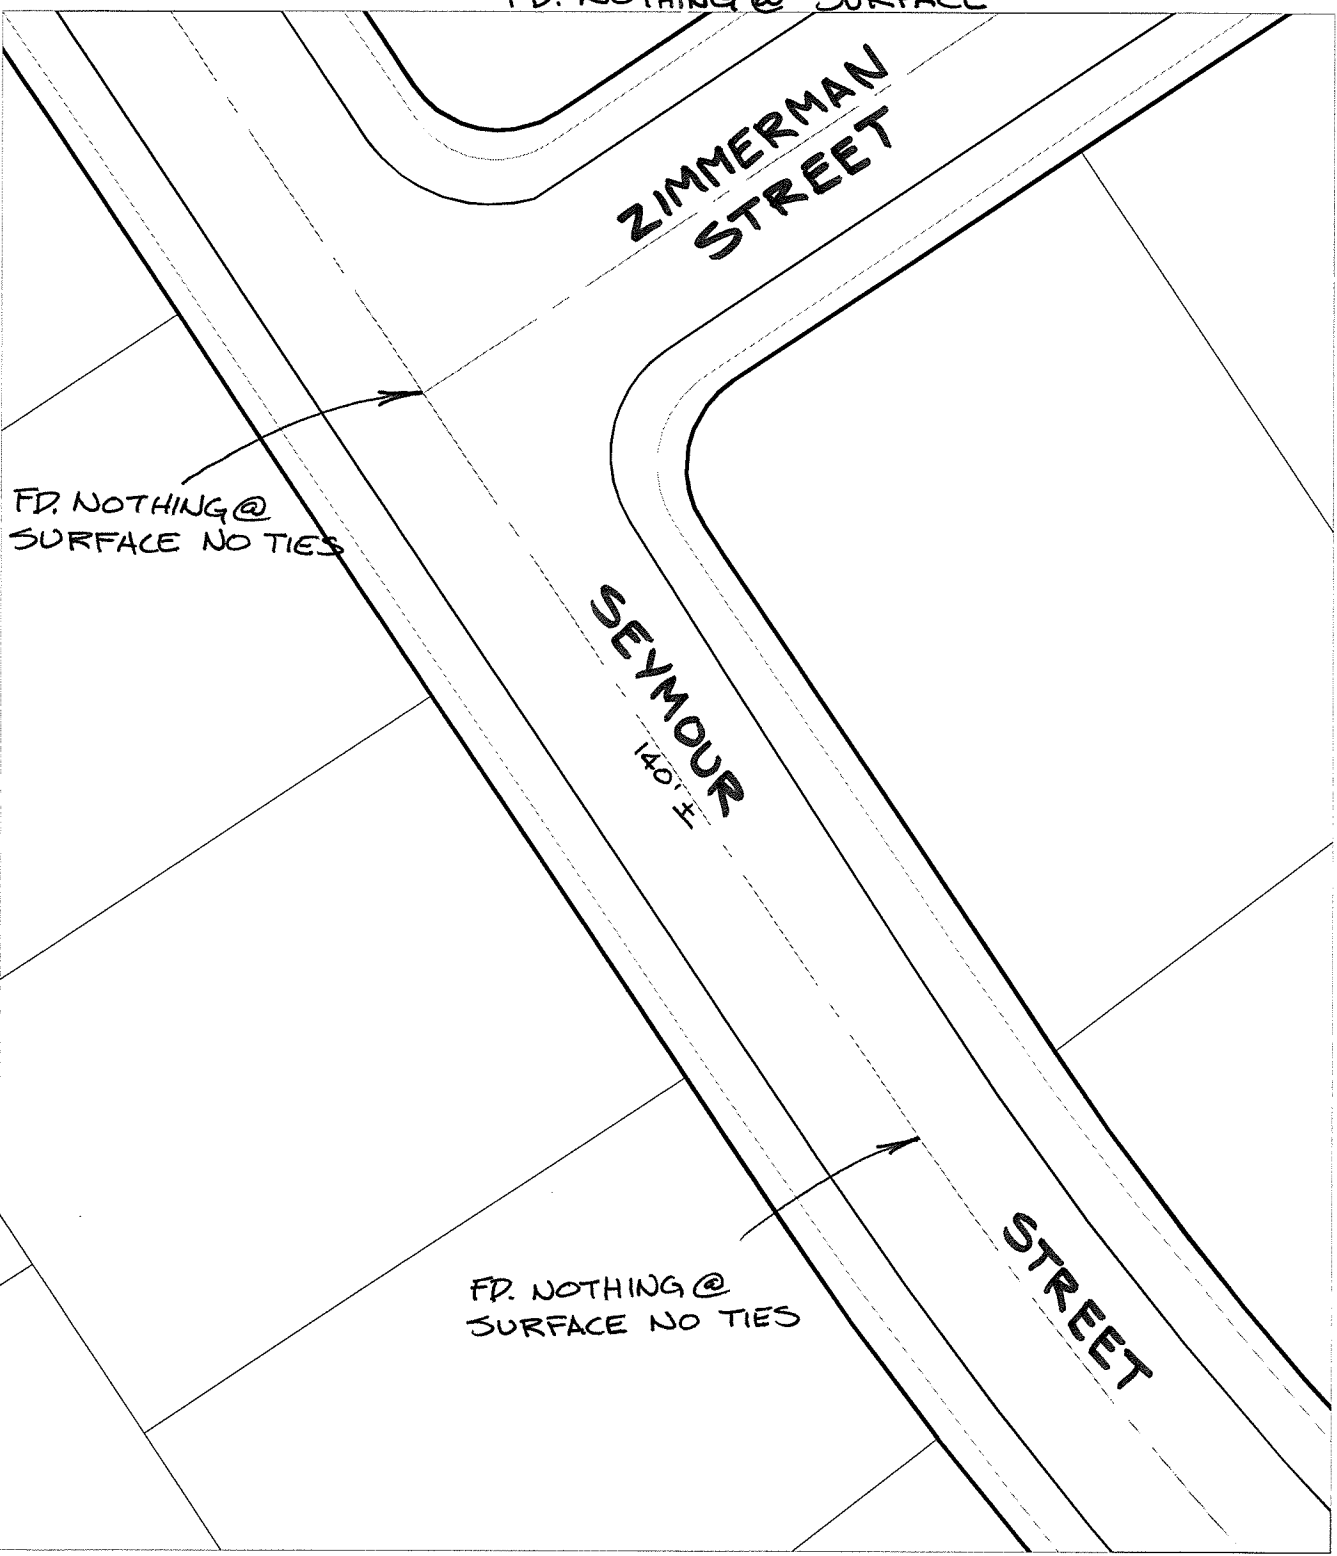 FD. NOTHING @ SURFACE
ZIMMERMAN
STREET
FD. NOTHING @
SURFACE NO TIES
SEYMOUR
140' ±
FD. NOTHING @
SURFACE NO TIES
STREET